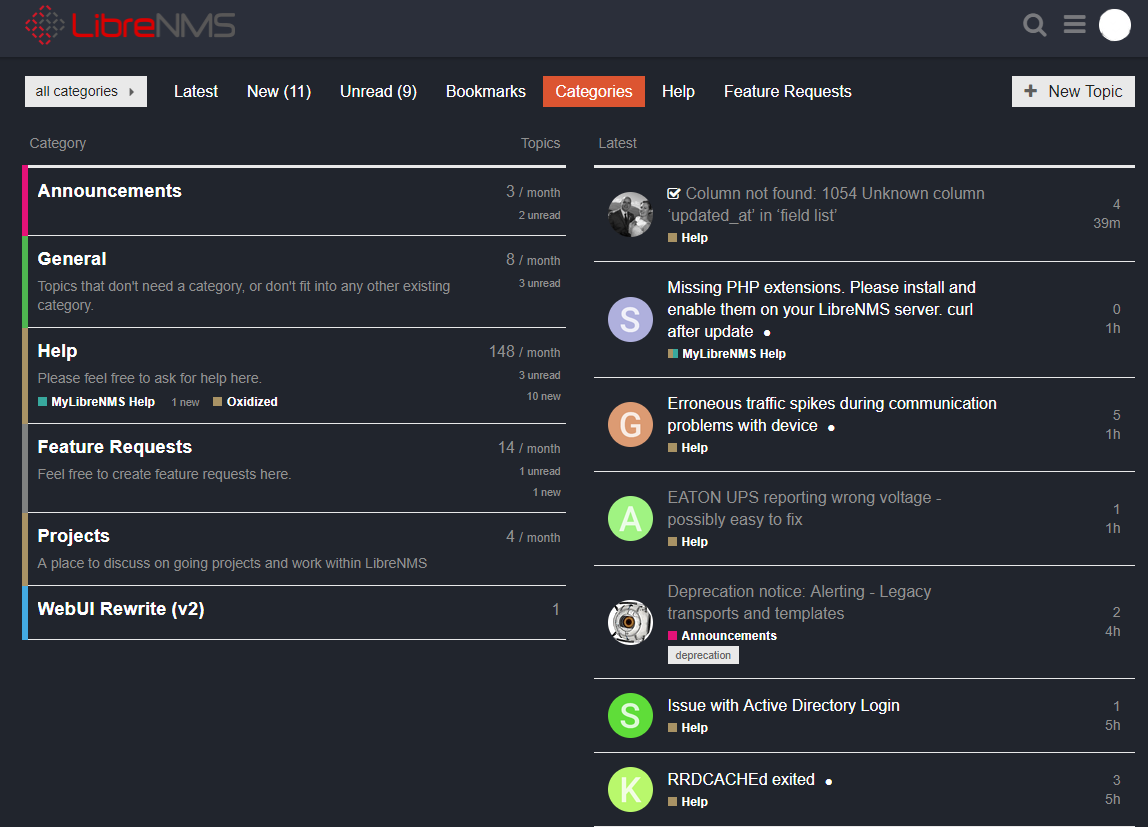 LibreNMS
all categories
Latest
New (11)
Unread (9)
Bookmarks
Categories
Help
Feature Requests
+ New Topic
Category Topics
Announcements 3 / month
2 unread
General 8 / month
Topics that don't need a category, or don't fit into any other existing 3 unread
category.
Help 148 / month
Please feel free to ask for help here. 3 unread
MyLibreNMS Help 1 new Oxidized 10 new
Feature Requests 14 / month
Feel free to create feature requests here. 1 unread
1 new
Projects 4 / month
A place to discuss on going projects and work within LibreNMS
WebUI Rewrite (v2) 1
Latest
Column not found: 1054 Unknown column
‘updated_at’ in ‘field list’
Help
4
39m
S
Missing PHP extensions. Please install and
enable them on your LibreNMS server. curl
after update
MyLibreNMS Help
0
1h
G
Erroneous traffic spikes during communication
problems with device
Help
5
1h
A
EATON UPS reporting wrong voltage -
possibly easy to fix
Help
1
1h
Deprecation notice: Alerting - Legacy
transports and templates
Announcements
deprecation
2
4h
S
Issue with Active Directory Login
Help
1
5h
K
RRDCACHEd exited
Help
3
5h